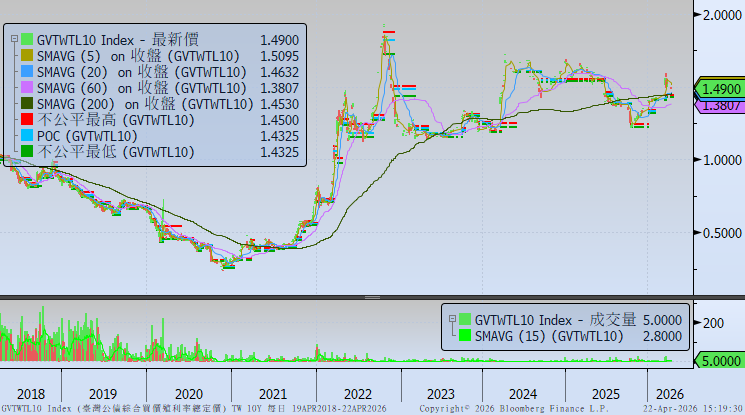 GVTWTL10 Index - 最新價 1.4900
SMAVG (5) on 收盤 (GVTWTL10) 1.5095
SMAVG (20) on 收盤 (GVTWTL10) 1.4632
SMAVG (60) on 收盤 (GVTWTL10) 1.3807
SMAVG (200) on 收盤 (GVTWTL10) 1.4530
不公平最高 (GVTWTL10) 1.4500
POC (GVTWTL10) 1.4325
不公平最低 (GVTWTL10) 1.4325
2.0000
1.4900
1.3807
1.0000
0.5000
GVTWTL10 Index - 成交量 5.0000
SMAVG (15) (GVTWTL10) 2.8000
200
5.0000
2018 2019 2020 2021 2022 2023 2024 2025 2026
GVTWTL10 Index (臺灣公債綜合買價殖利率鑑定價) TW 10Y 每日 19APR2018-22APR2026 Copyright© 2026 Bloomberg Finance L.P. 22-Apr-2026 15:19:30